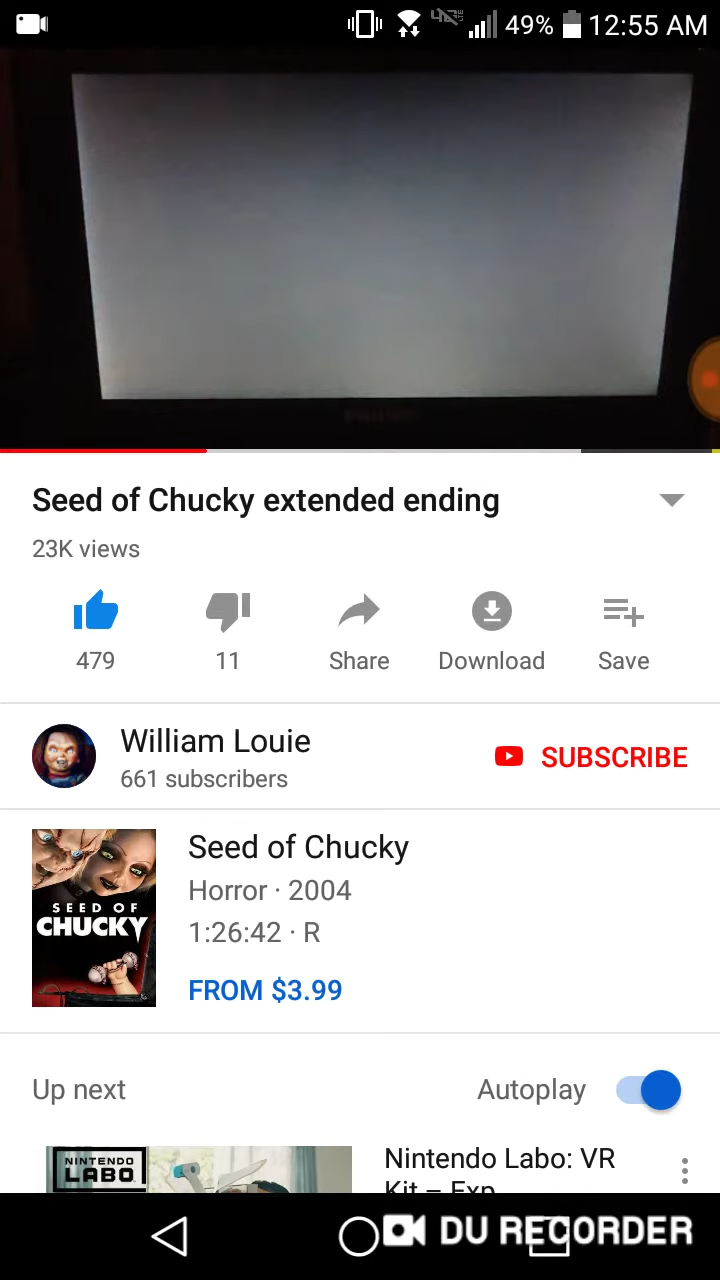 49% 12:55 AM
Seed of Chucky extended ending
23K views
479
11
Share
Download
Save
William Louie
661 subscribers
SUBSCRIBE
SEED OF
CHUCKY
Seed of Chucky
Horror · 2004
1:26:42 · R
FROM $3.99
Up next
Autoplay
NINTENDO
LABO
Nintendo Labo: VR
Kit – Exp
DU RECORDER